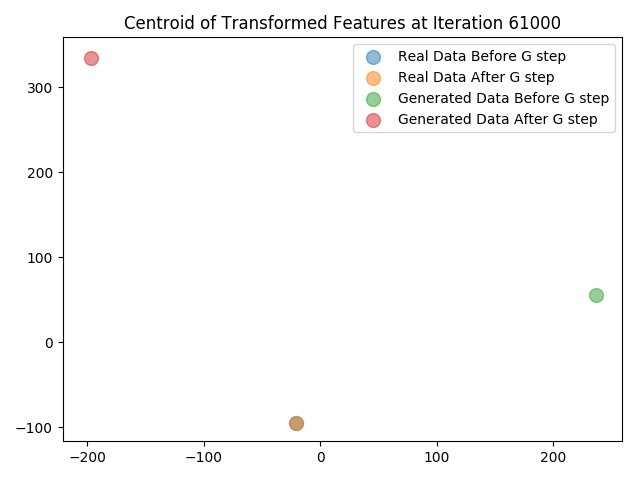 Centroid of Transformed Features at Iteration 61000
Real Data Before G step
Real Data After G step
Generated Data Before G step
Generated Data After G step
300
200
100
0
−100
−200
−100
0
100
200